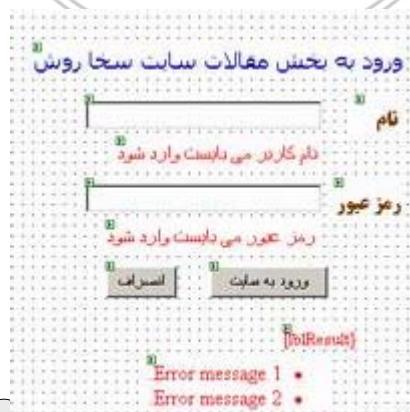 ورود به بخش مقالات سایت سخا روش
نام
نام کاربر می بایست وارد شود
رمز عبور
رمز عبور می بایست وارد شود
ورود به سایت
انصراف
[lblResult]
Error message 1
Error message 2